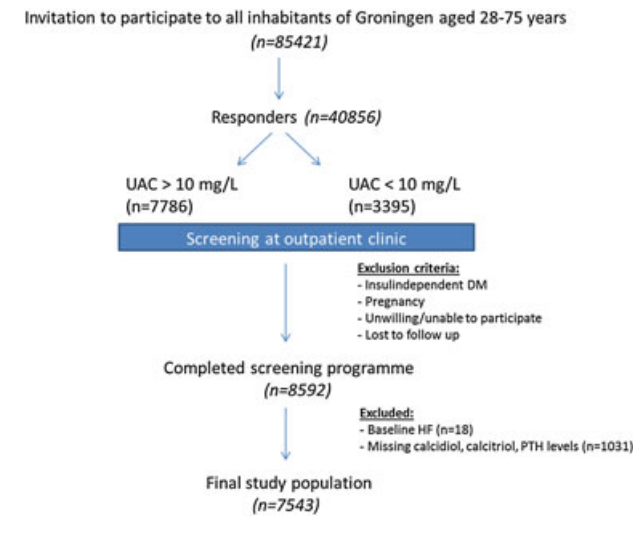 Invitation to participate to all inhabitants of Groningen aged 28-75 years
(n=85421)
Responders (n=40856)
UAC > 10 mg/L
(n=7786)
UAC < 10 mg/L
(n=3395)
Screening at outpatient clinic
Exclusion criteria:
- Insulindependent DM
- Pregnancy
- Unwilling/unable to participate
- Lost to follow up
Completed screening programme
(n=8592)
Excluded:
- Baseline HF (n=18)
- Missing calcidiol, calcitriol, PTH levels (n=1031)
Final study population
(n=7543)